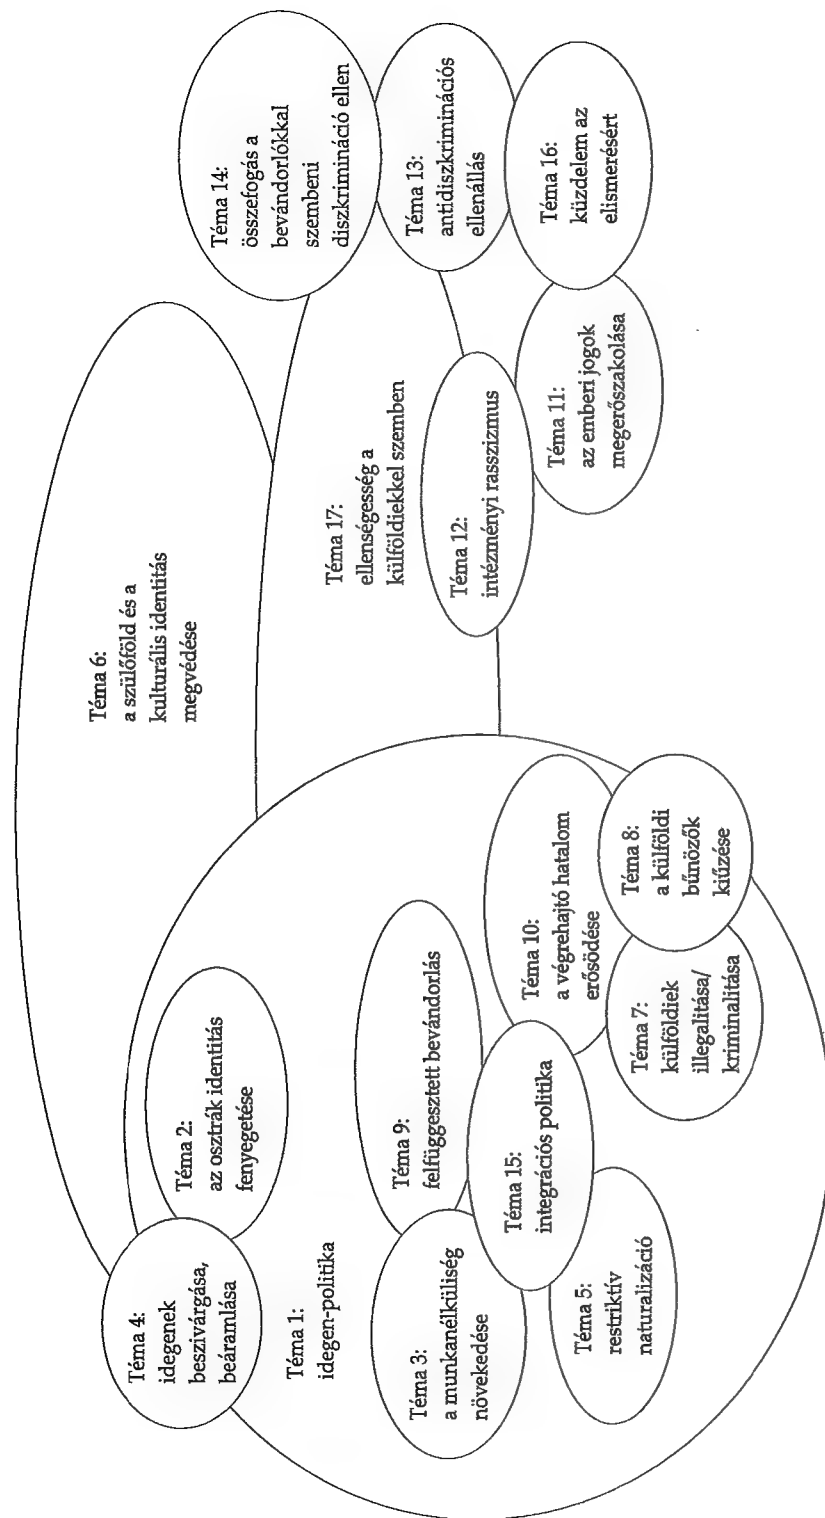 Téma 6:
a szülőföld és a
kulturális identitás
megvédése
Téma 14:
összefogás a
bevándorlókkal
szembeni
diszkrimináció ellen
Téma 4:
idegenek
beszivárgása,
beáramlása
Téma 2:
az osztrák identitás
fenyegetése
Téma 1:
idegen-politika
Téma 17:
ellenségesség a
külföldiekkel szemben
Téma 13:
antidiszkriminációs
ellenállás
Téma 3:
a munkanélküliség
növekedése
Téma 9:
felfüggesztett bevándorlás
Téma 12:
intézményi rasszizmus
Téma 15:
integrációs politika
Téma 10:
a végrehajtó hatalom
erősödése
Téma 11:
az emberi jogok
megerőszakolása
Téma 16:
küzdelem az
elismerésért
Téma 5:
restriktív
naturalizáció
Téma 7:
külföldiek
illegalitása/
kriminalitása
Téma 8:
a külföldi
bűnözők
kiűzése